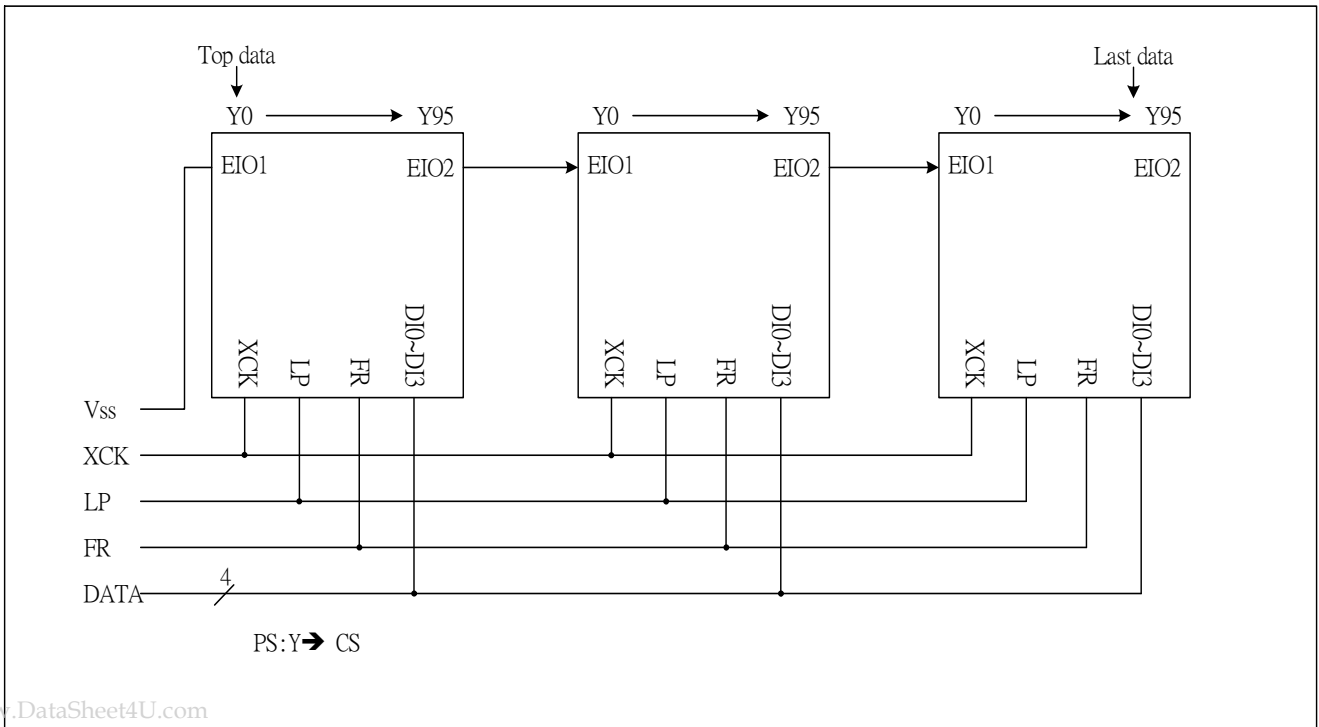 Top data
Last data
Y0 Y95
Y0 Y95
Y0 Y95
EIO1 EIO2
EIO1 EIO2
EIO1 EIO2
XCK LP FR DI0~DI3
XCK LP FR DI0~DI3
XCK LP FR DI0~DI3
Vss
XCK
LP
FR
DATA
4
PS:Y➔ CS
.DataSheet4U.com